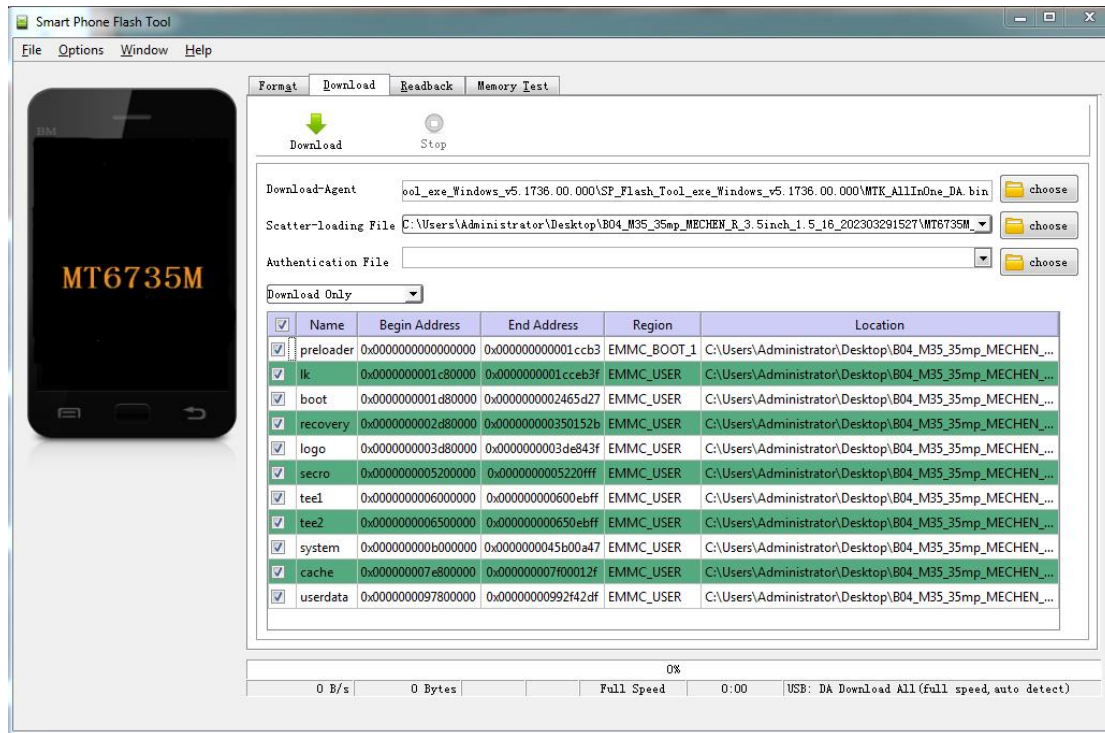 Smart Phone Flash Tool
File Options Window Help
Format Download Readback Memory Test
BM
Download Stop
Download-Agent ool_exe_Windows_v5.1736.00.000\SP_Flash_Tool_exe_Windows_v5.1736.00.000\MTK_AllInOne_DA.bin choose
Scatter-loading File C:\Users\Administrator\Desktop\B04_M35_35mp_MECHEN_R_3.5inch_1.5_16_202303291527\MT6735M_ choose
Authentication File choose
MT6735M
Download Only
Name Begin Address End Address Region Location
preloader 0x0000000000000000 0x000000000001ccb3 EMMC_BOOT_1 C:\Users\Administrator\Desktop\B04_M35_35mp_MECHEN_...
lk 0x0000000001c80000 0x0000000001cceb3f EMMC_USER C:\Users\Administrator\Desktop\B04_M35_35mp_MECHEN_...
boot 0x0000000001d80000 0x0000000002465d27 EMMC_USER C:\Users\Administrator\Desktop\B04_M35_35mp_MECHEN_...
recovery 0x0000000002d80000 0x000000000350152b EMMC_USER C:\Users\Administrator\Desktop\B04_M35_35mp_MECHEN_...
logo 0x0000000003d80000 0x0000000003de843f EMMC_USER C:\Users\Administrator\Desktop\B04_M35_35mp_MECHEN_...
secro 0x0000000005200000 0x0000000005220fff EMMC_USER C:\Users\Administrator\Desktop\B04_M35_35mp_MECHEN_...
tee1 0x0000000006000000 0x000000000600ebff EMMC_USER C:\Users\Administrator\Desktop\B04_M35_35mp_MECHEN_...
tee2 0x0000000006500000 0x000000000650ebff EMMC_USER C:\Users\Administrator\Desktop\B04_M35_35mp_MECHEN_...
system 0x000000000b000000 0x0000000045b00a47 EMMC_USER C:\Users\Administrator\Desktop\B04_M35_35mp_MECHEN_...
cache 0x000000007e800000 0x000000007f00012f EMMC_USER C:\Users\Administrator\Desktop\B04_M35_35mp_MECHEN_...
userdata 0x0000000097800000 0x00000000992f42df EMMC_USER C:\Users\Administrator\Desktop\B04_M35_35mp_MECHEN_...
0%
0 B/s 0 Bytes Full Speed 0:00 USB: DA Download All(full speed,auto detect)